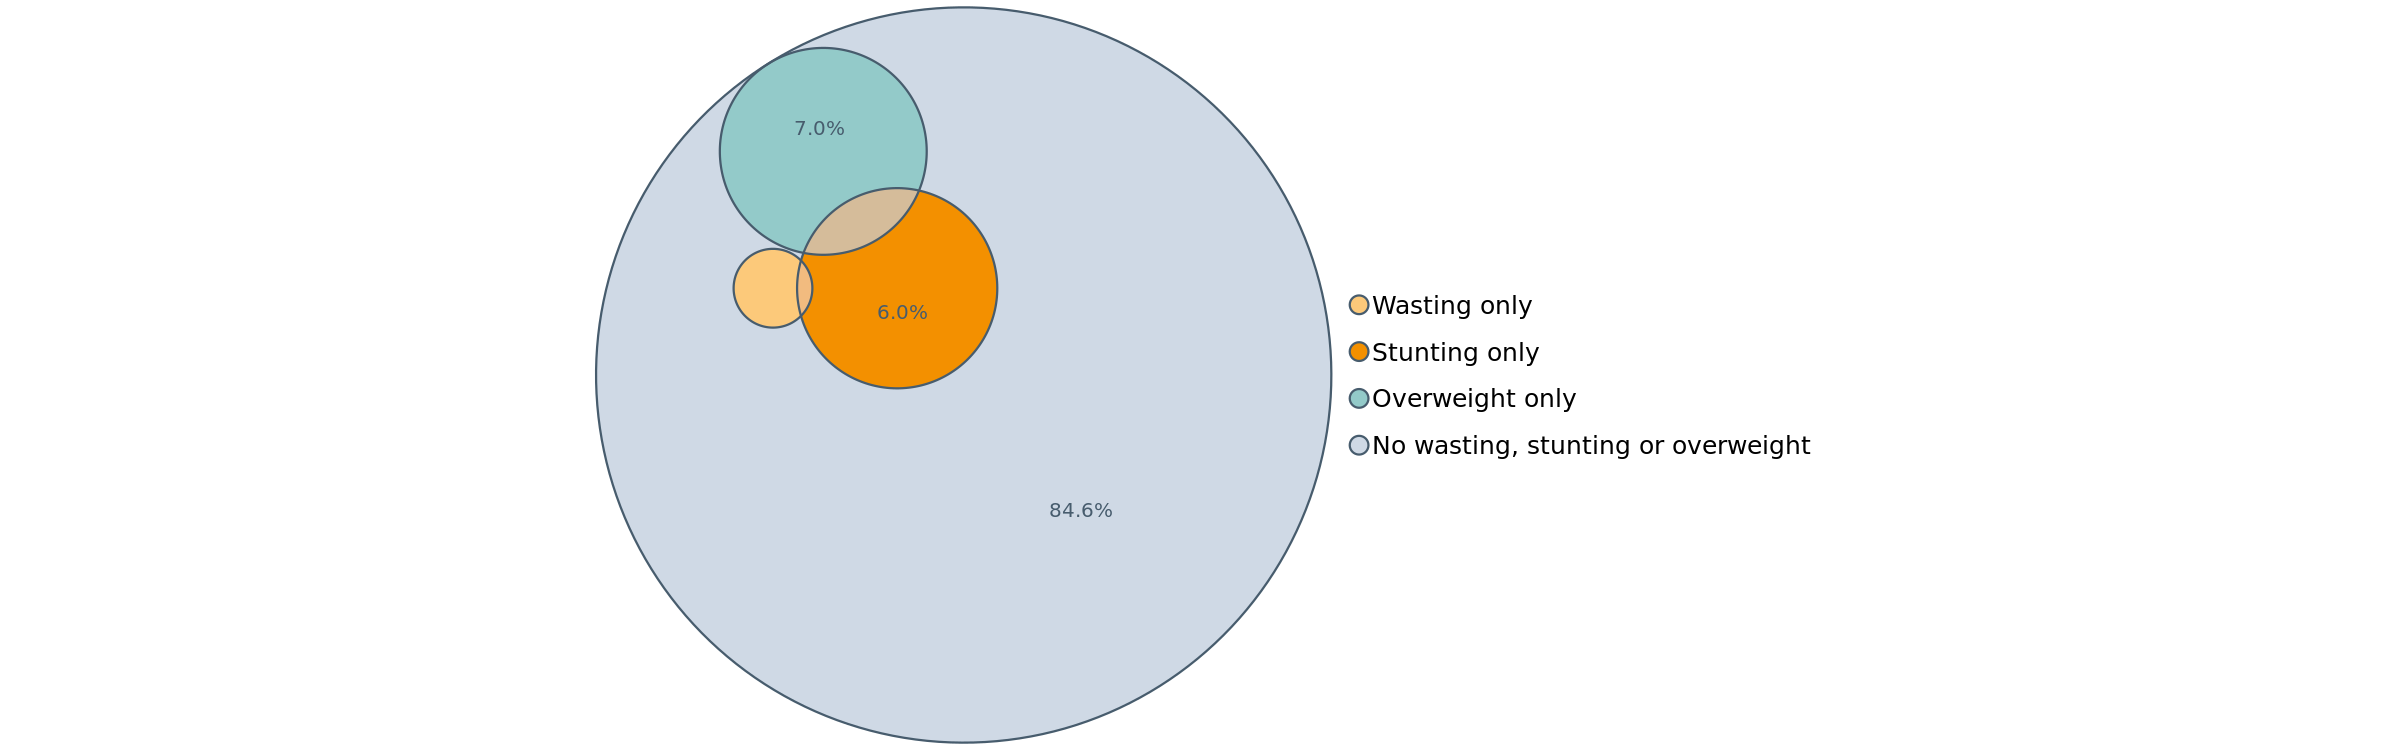 7.0%
6.0%
84.6%
Wasting only
Stunting only
Overweight only
No wasting, stunting or overweight